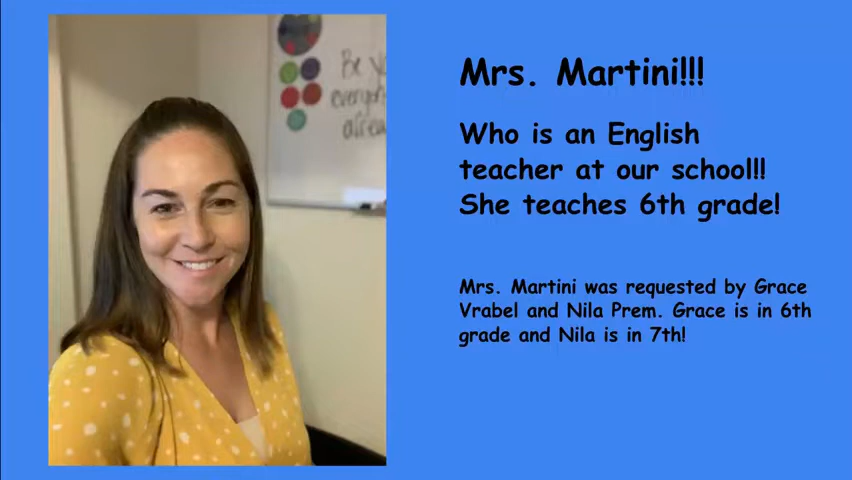 Mrs. Martini!!!
Who is an English
teacher at our school!!
She teaches 6th grade!
Mrs. Martini was requested by Grace
Vrabel and Nila Prem. Grace is in 6th
grade and Nila is in 7th!
Be